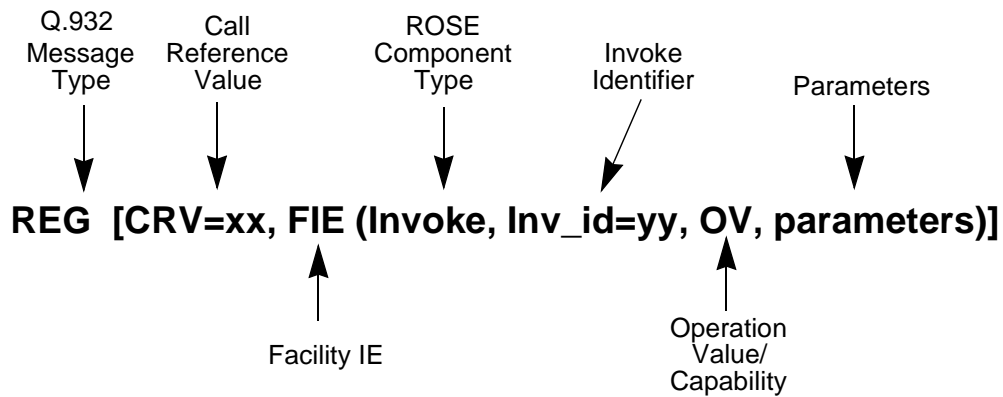 Q.932
Message
Type
Call
Reference
Value
ROSE
Component
Type
Invoke
Identifier
Parameters
REG [CRV=xx, FIE (Invoke, Inv_id=yy, OV, parameters)]
Facility IE
Operation
Value/
Capability